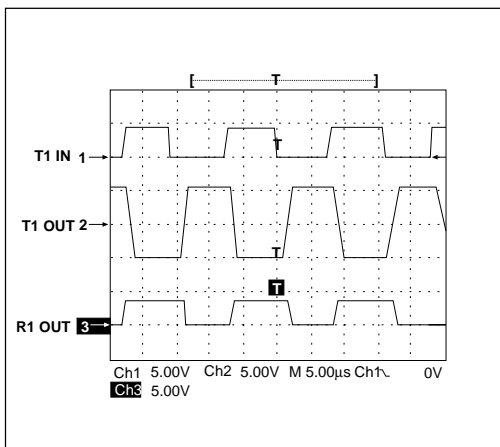 [ T ]
T
T1 IN 1
T1 OUT 2
T
T
R1 OUT 3
Ch1 5.00V Ch2 5.00V M 5.00µs Ch1 0V
Ch3 5.00V